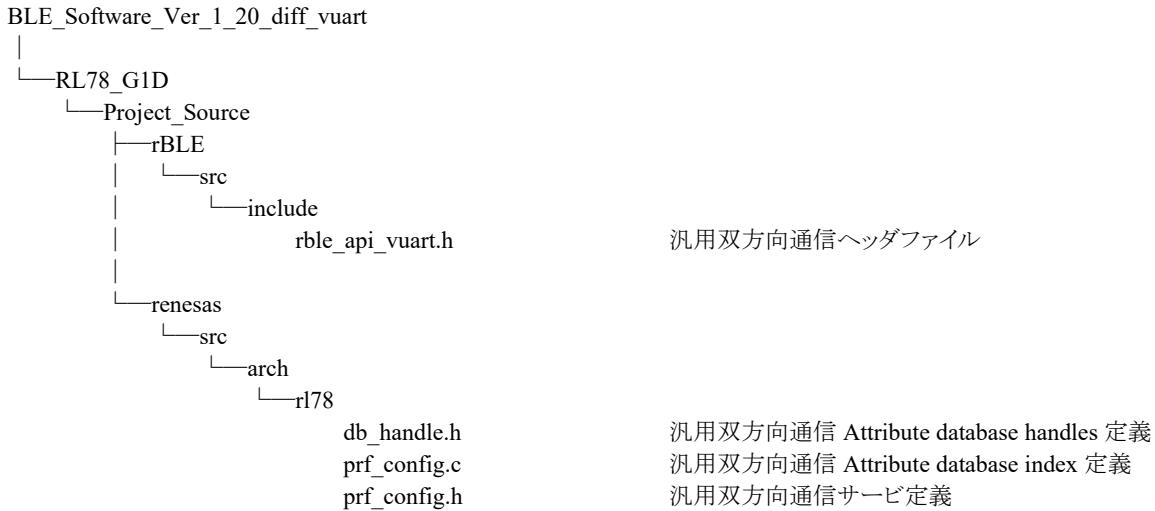 BLE_Software_Ver_1_20_diff_vuart
│
└──RL78_G1D
└──Project_Source
├──rBLE
│ └──src
│ └──include
│ rble_api_vuart.h 汎用双方向通信ヘッダファイル
│
└──renesas
└──src
└──arch
└──rl78
db_handle.h 汎用双方向通信 Attribute database handles 定義
prf_config.c 汎用双方向通信 Attribute database index 定義
prf_config.h 汎用双方向通信サービ定義